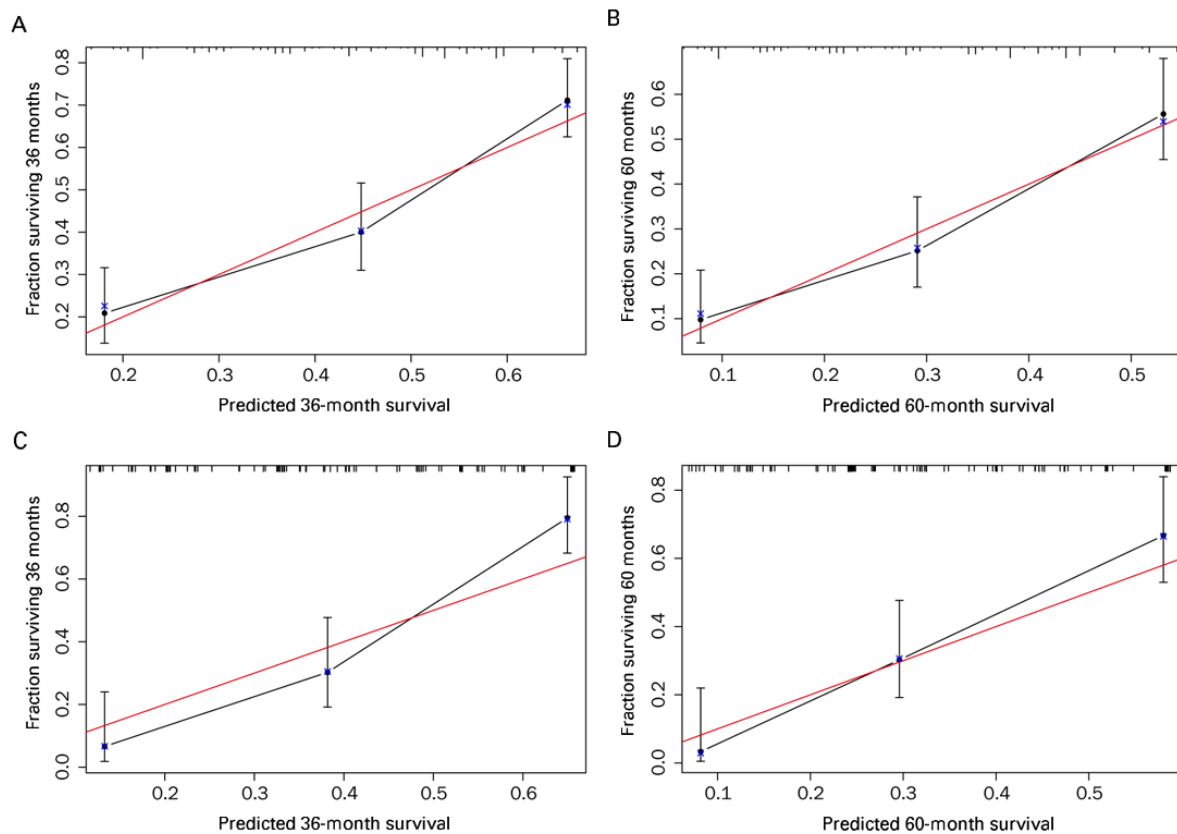 A
Fraction surviving 36 months
0.8
0.7
0.6
0.5
0.4
0.3
0.2
0.2 0.3 0.4 0.5 0.6
Predicted 36-month survival
B
Fraction surviving 60 months
0.6
0.5
0.4
0.3
0.2
0.1
0.1 0.2 0.3 0.4 0.5
Predicted 60-month survival
C
Fraction surviving 36 months
0.8
0.6
0.4
0.2
0.0
0.2 0.3 0.4 0.5 0.6
Predicted 36-month survival
D
Fraction surviving 60 months
0.8
0.6
0.4
0.2
0.0
0.1 0.2 0.3 0.4 0.5
Predicted 60-month survival